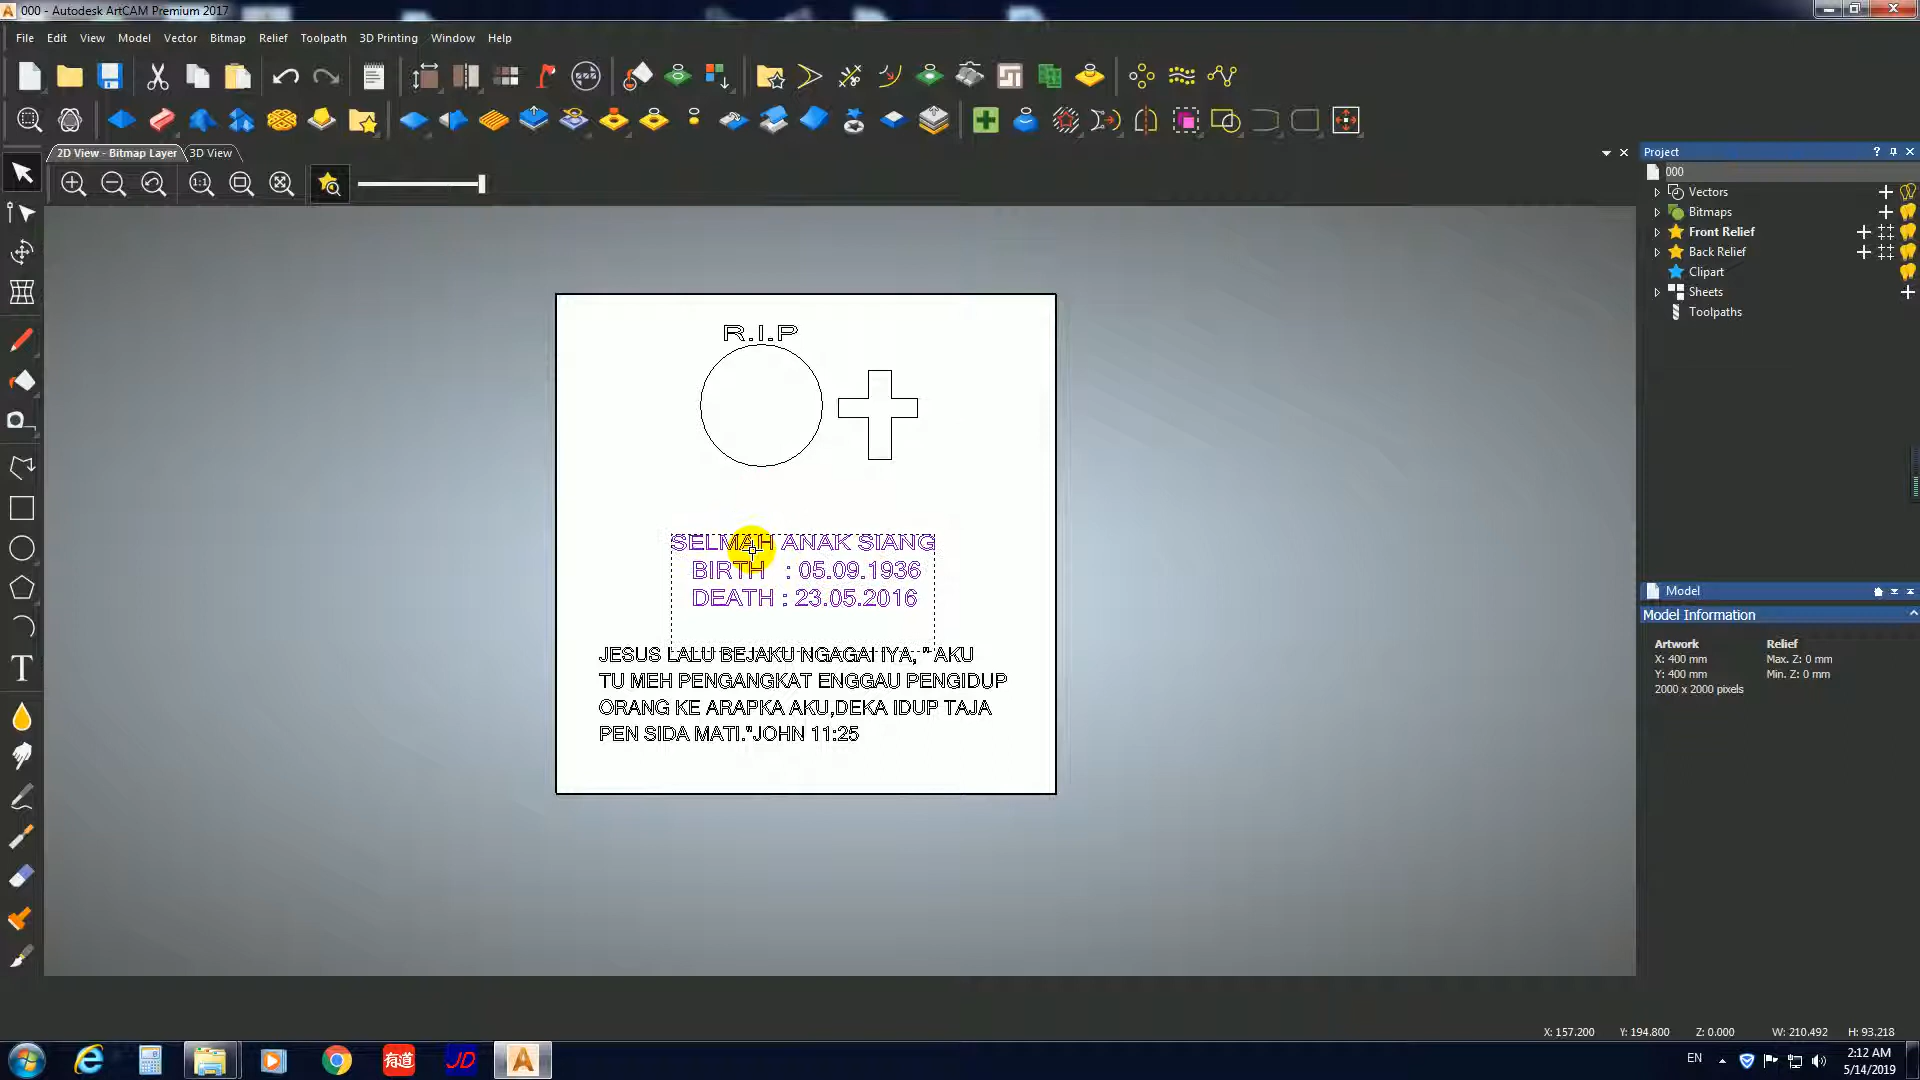 000 - Autodesk ArtCAM Premium 2017
File Edit View Model Vector Bitmap Relief Toolpath 3D Printing Window Help
2D View - Bitmap Layer 3D View
1:1
Project
000
Vectors
Bitmaps
Front Relief
Back Relief
Clipart
Sheets
Toolpaths
R.I.P
SELMAH ANAK SIANG
BIRTH : 05.09.1936
DEATH : 23.05.2016
JESUS LALU BEJAKU NGAGAI IYA, " AKU
TU MEH PENGANGKAT ENGGAU PENGIDUP
ORANG KE ARAPKA AKU,DEKA IDUP TAJA
PEN SIDA MATI."JOHN 11:25
Model
Model Information
Artwork Relief
X: 400 mm Max. Z: 0 mm
Y: 400 mm Min. Z: 0 mm
2000 x 2000 pixels
T
X: 157.200 Y: 194.800 Z: 0.000 W: 210.492 H: 93.218
有道
JD
EN
2:12 AM
5/14/2019